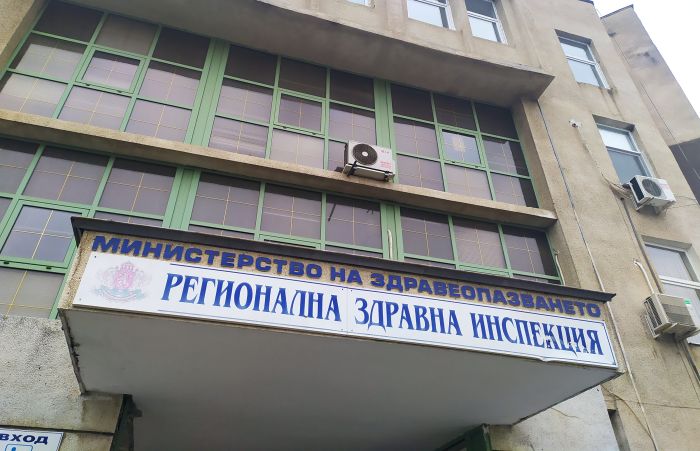 МИНИСТЕРСТВО НА ЗДРАВЕОПАЗВАНЕТО
РЕГИОНАЛНА ЗДРАВНА ИНСПЕКЦИЯ
ВХОД